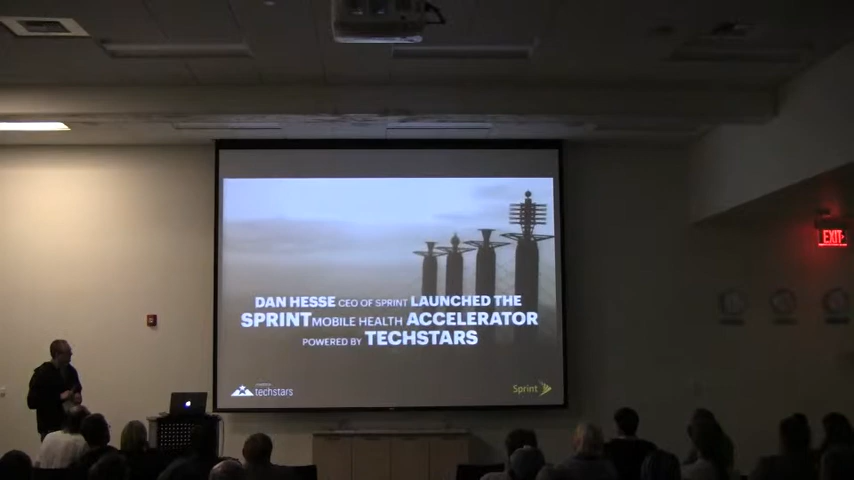 DAN HESSE CEO OF SPRINT LAUNCHED THE
SPRINT MOBILE HEALTH ACCELERATOR
POWERED BY TECHSTARS
techstars
Sprint
EXIT